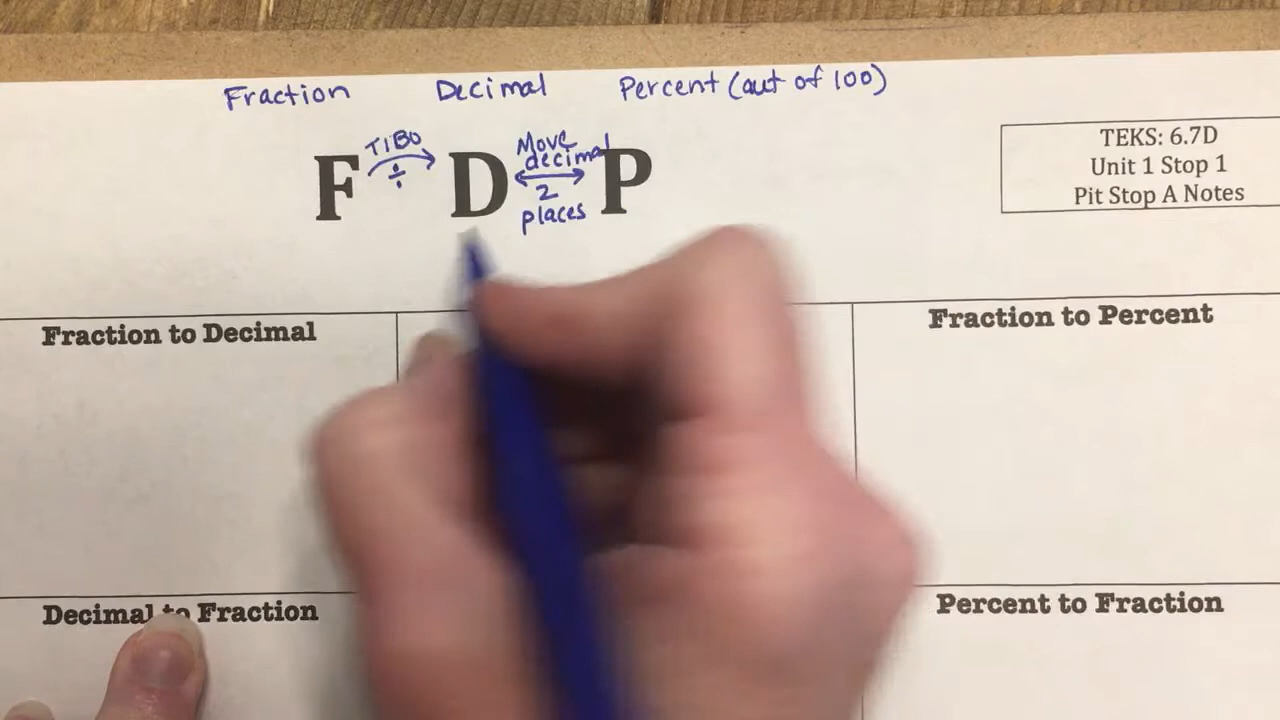 Fraction Decimal Percent (out of 100)
TIBO
÷
F D P
Move
decimal
2
places
TEKS: 6.7D
Unit 1 Stop 1
Pit Stop A Notes
Fraction to Decimal
Fraction to Percent
Decimal to Fraction
Percent to Fraction